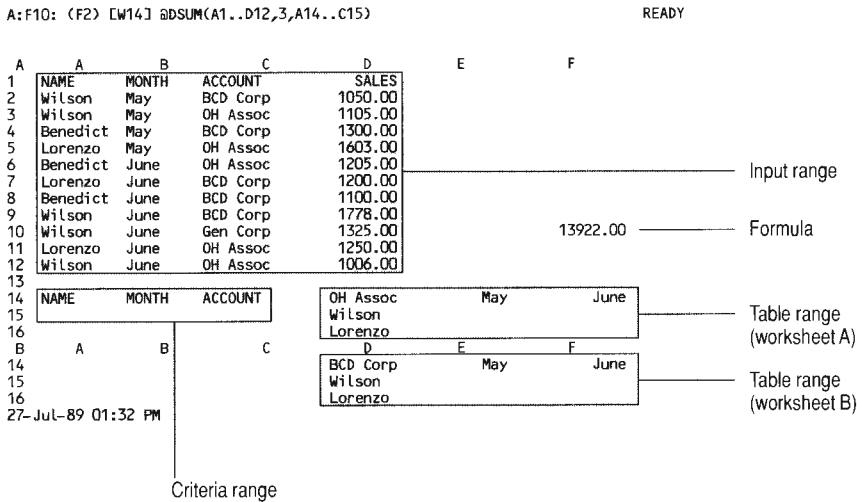 A:F10: (F2) [W14] @DSUM(A1..D12,3,A14..C15) READY
A A B C D E F
1 NAME MONTH ACCOUNT SALES
2 Wilson May BCD Corp 1050.00
3 Wilson May OH Assoc 1105.00
4 Benedict May BCD Corp 1300.00
5 Lorenzo May OH Assoc 1603.00
6 Benedict June OH Assoc 1205.00
7 Lorenzo June BCD Corp 1200.00 Input range
8 Benedict June BCD Corp 1100.00
9 Wilson June BCD Corp 1778.00
10 Wilson June Gen Corp 1325.00 13922.00 Formula
11 Lorenzo June OH Assoc 1250.00
12 Wilson June OH Assoc 1006.00
13
14 NAME MONTH ACCOUNT OH Assoc May June
15 Wilson Table range
16 Lorenzo (worksheet A)
B A B C D E F
14 BCD Corp May June
15 Wilson Table range
16 Lorenzo (worksheet B)
27-Jul-89 01:32 PM
Criteria range